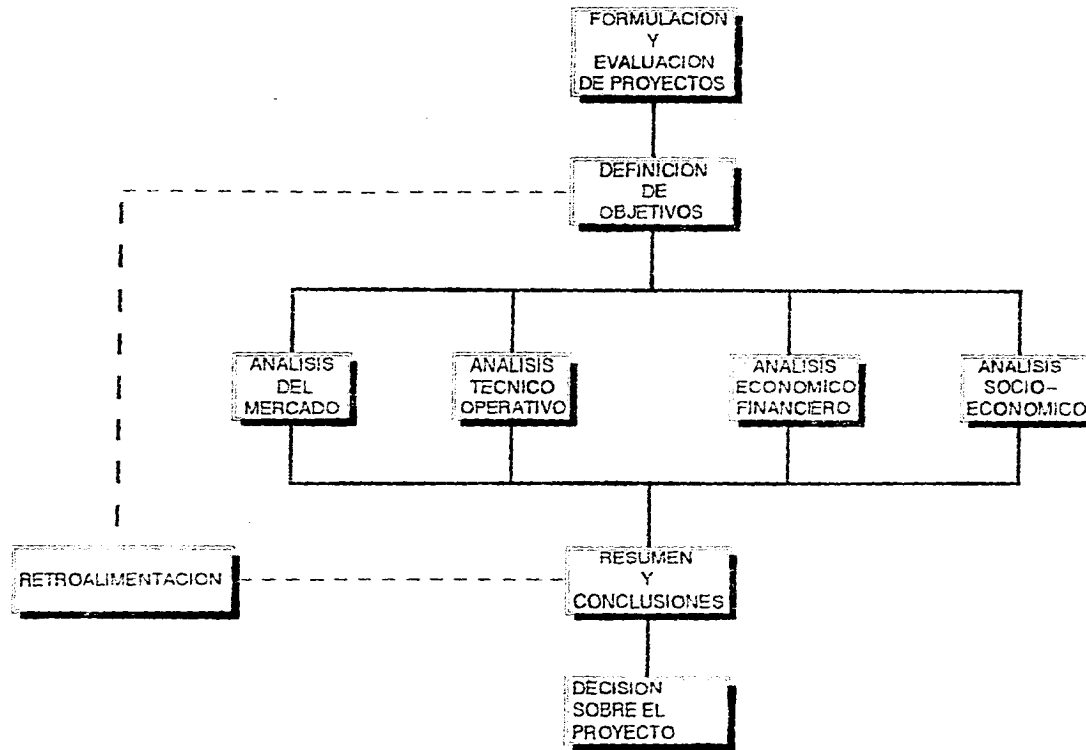 FORMULACION
Y
EVALUACION
DE PROYECTOS
DEFINICION
DE
OBJETIVOS
ANALISIS
DEL
MERCADO
ANALISIS
TECNICO
OPERATIVO
ANALISIS
ECONOMICO
FINANCIERO
ANALISIS
SOCIO-
ECONOMICO
RETROALIMENTACION
RESUMEN
Y
CONCLUSIONES
DECISION
SOBRE EL
PROYECTO